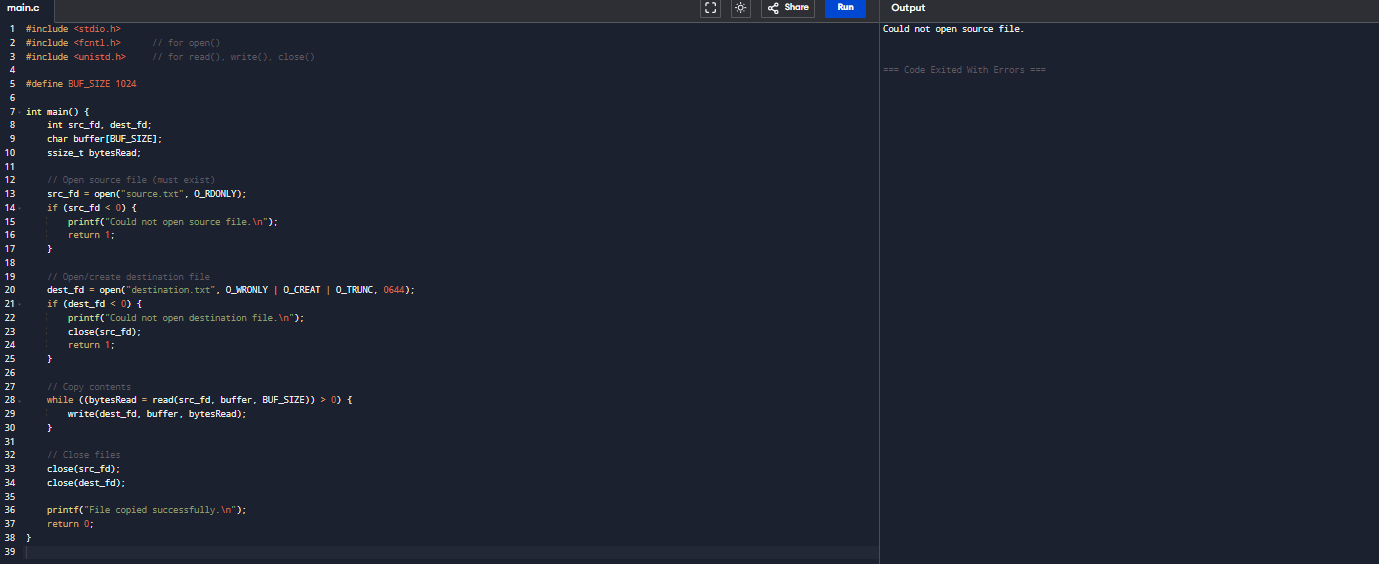 main.c
Share
Run
Output
1 #include <stdio.h>
2 #include <fcntl.h>      // for open()
3 #include <unistd.h>     // for read(), write(), close()
4
5 #define BUF_SIZE 1024
6
7 int main() {
8     int src_fd, dest_fd;
9     char buffer[BUF_SIZE];
10     ssize_t bytesRead;
11
12     // Open source file (must exist)
13     src_fd = open("source.txt", O_RDONLY);
14     if (src_fd < 0) {
15         printf("Could not open source file.\n");
16         return 1;
17     }
18
19     // Open/create destination file
20     dest_fd = open("destination.txt", O_WRONLY | O_CREAT | O_TRUNC, 0644);
21     if (dest_fd < 0) {
22         printf("Could not open destination file.\n");
23         close(src_fd);
24         return 1;
25     }
26
27     // Copy contents
28     while ((bytesRead = read(src_fd, buffer, BUF_SIZE)) > 0) {
29         write(dest_fd, buffer, bytesRead);
30     }
31
32     // Close files
33     close(src_fd);
34     close(dest_fd);
35
36     printf("File copied successfully.\n");
37     return 0;
38 }
39
Could not open source file.
=== Code Exited With Errors ===